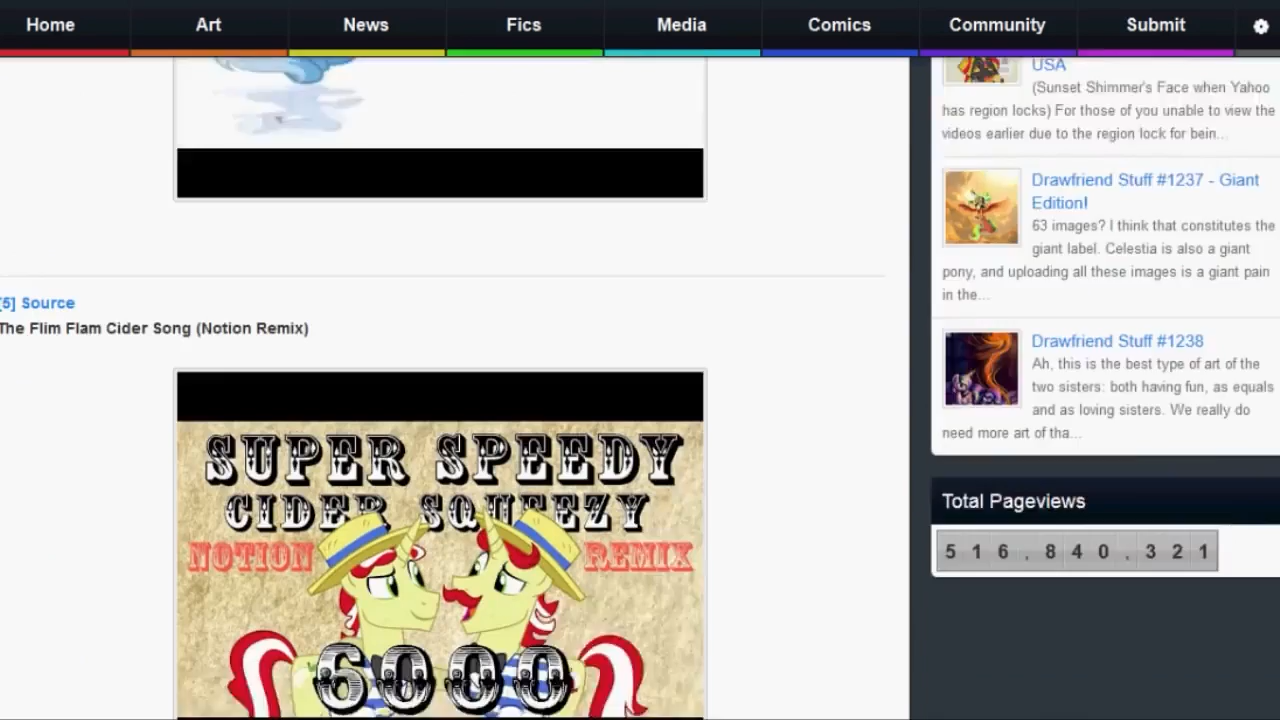 Home Art News Fics Media Comics Community Submit
[5] Source
The Flim Flam Cider Song (Notion Remix)
SUPER SPEEDY
CIDER SQUEEZY
NOTION REMIX
6000
USA
(Sunset Shimmer's Face when Yahoo
has region locks) For those of you unable to view the
videos earlier due to the region lock for bein...
Drawfriend Stuff #1237 - Giant
Edition!
63 images? I think that constitutes the
giant label. Celestia is also a giant
pony, and uploading all these images is a giant pain
in the...
Drawfriend Stuff #1238
Ah, this is the best type of art of the
two sisters: both having fun, as equals
and as loving sisters. We really do
need more art of tha...
Total Pageviews
516,840,321